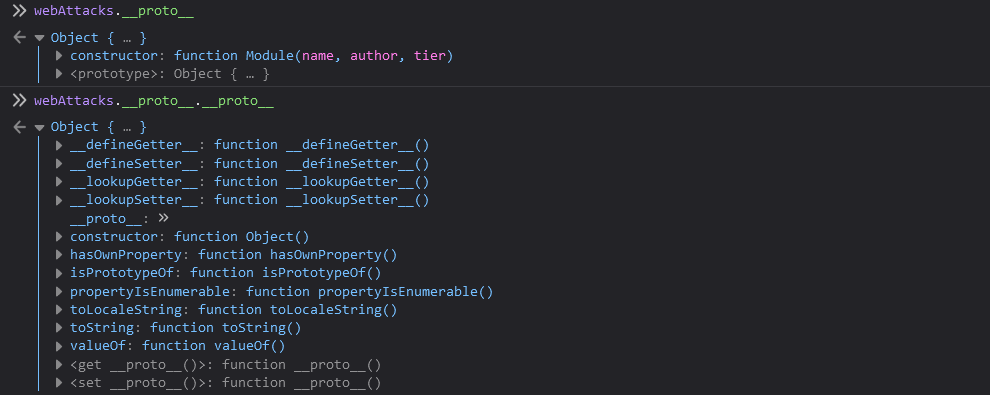 webAttacks.__proto__
Object { … }
constructor: function Module(name, author, tier)
<prototype>: Object { … }
webAttacks.__proto__.__proto__
Object { … }
__defineGetter__: function __defineGetter__()
__defineSetter__: function __defineSetter__()
__lookupGetter__: function __lookupGetter__()
__lookupSetter__: function __lookupSetter__()
__proto__: »
constructor: function Object()
hasOwnProperty: function hasOwnProperty()
isPrototypeOf: function isPrototypeOf()
propertyIsEnumerable: function propertyIsEnumerable()
toLocaleString: function toLocaleString()
toString: function toString()
valueOf: function valueOf()
<get __proto__()>: function __proto__()
<set __proto__()>: function __proto__()